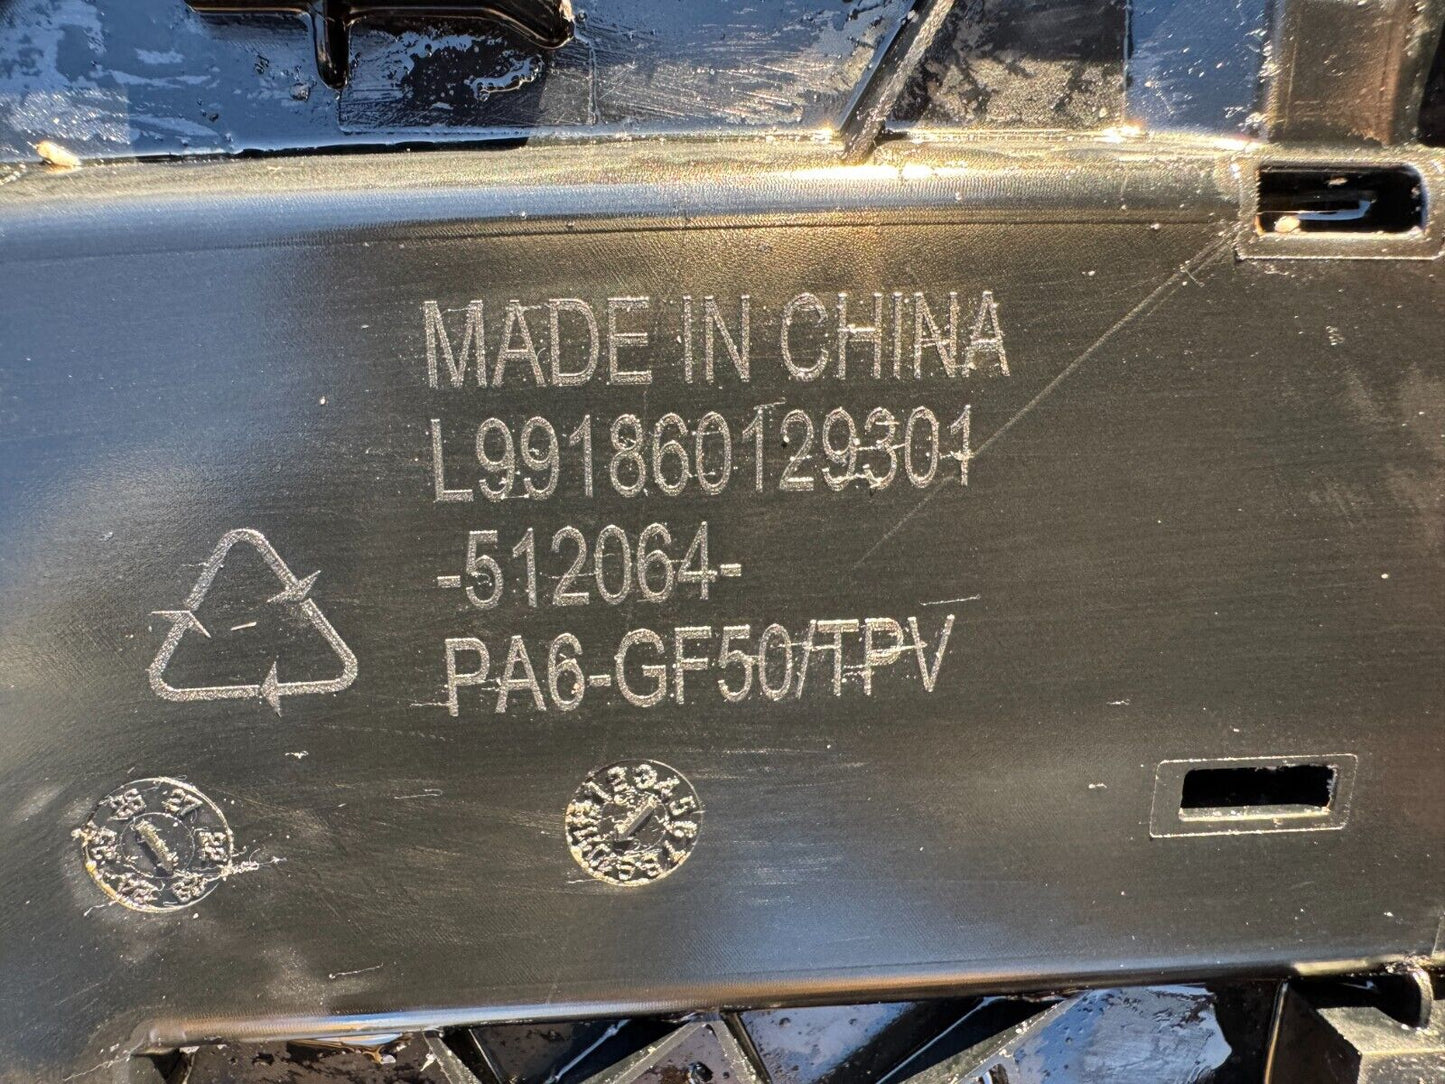 MADE IN CHINA
L991860129301
-512064-
PA6-GF50/TPV